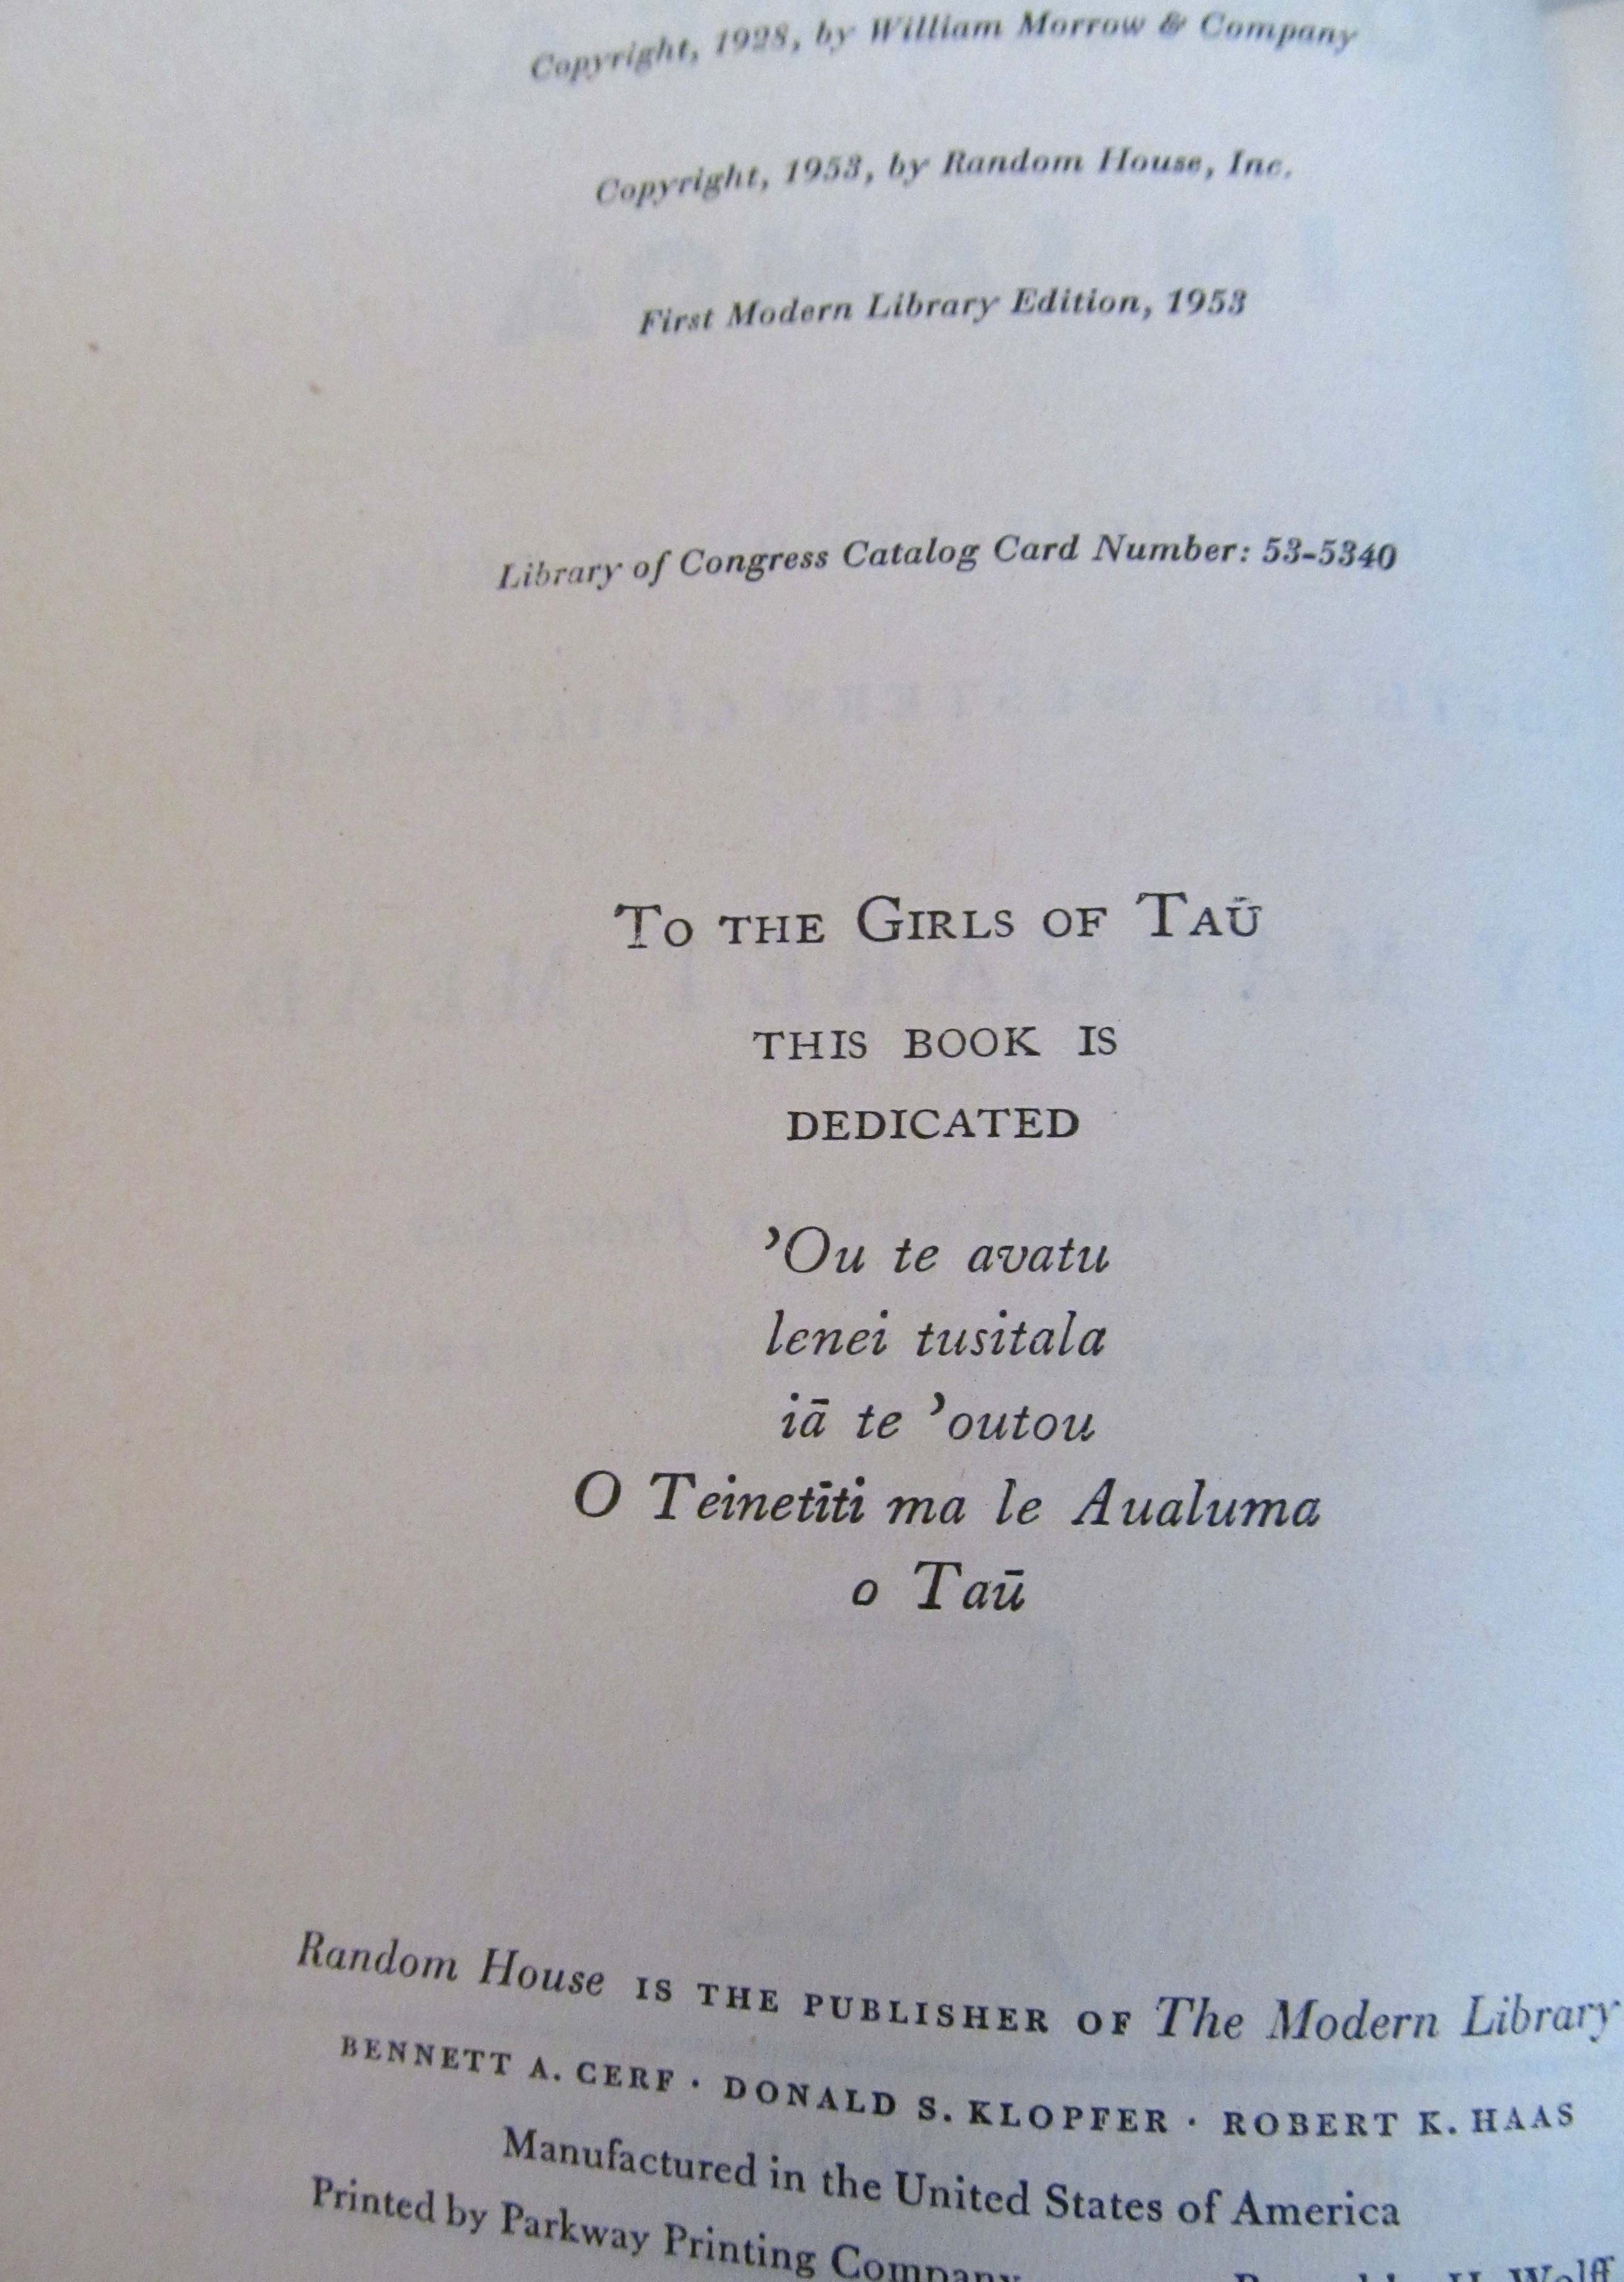 Copyright, 1928, by William Morrow & Company
Copyright, 1953, by Random House, Inc.
First Modern Library Edition, 1953
Library of Congress Catalog Card Number: 53-5340
To the Girls of Taū
THIS BOOK IS
DEDICATED
’Ou te avatu
lenei tusitala
iā te ’outou
O Teinetīti ma le Aualuma
o Taū
Random House IS THE PUBLISHER OF The Modern Library
BENNETT A. CERF · DONALD S. KLOPFER · ROBERT K. HAAS
Manufactured in the United States of America
Printed by Parkway Printing Company by H. Wolff